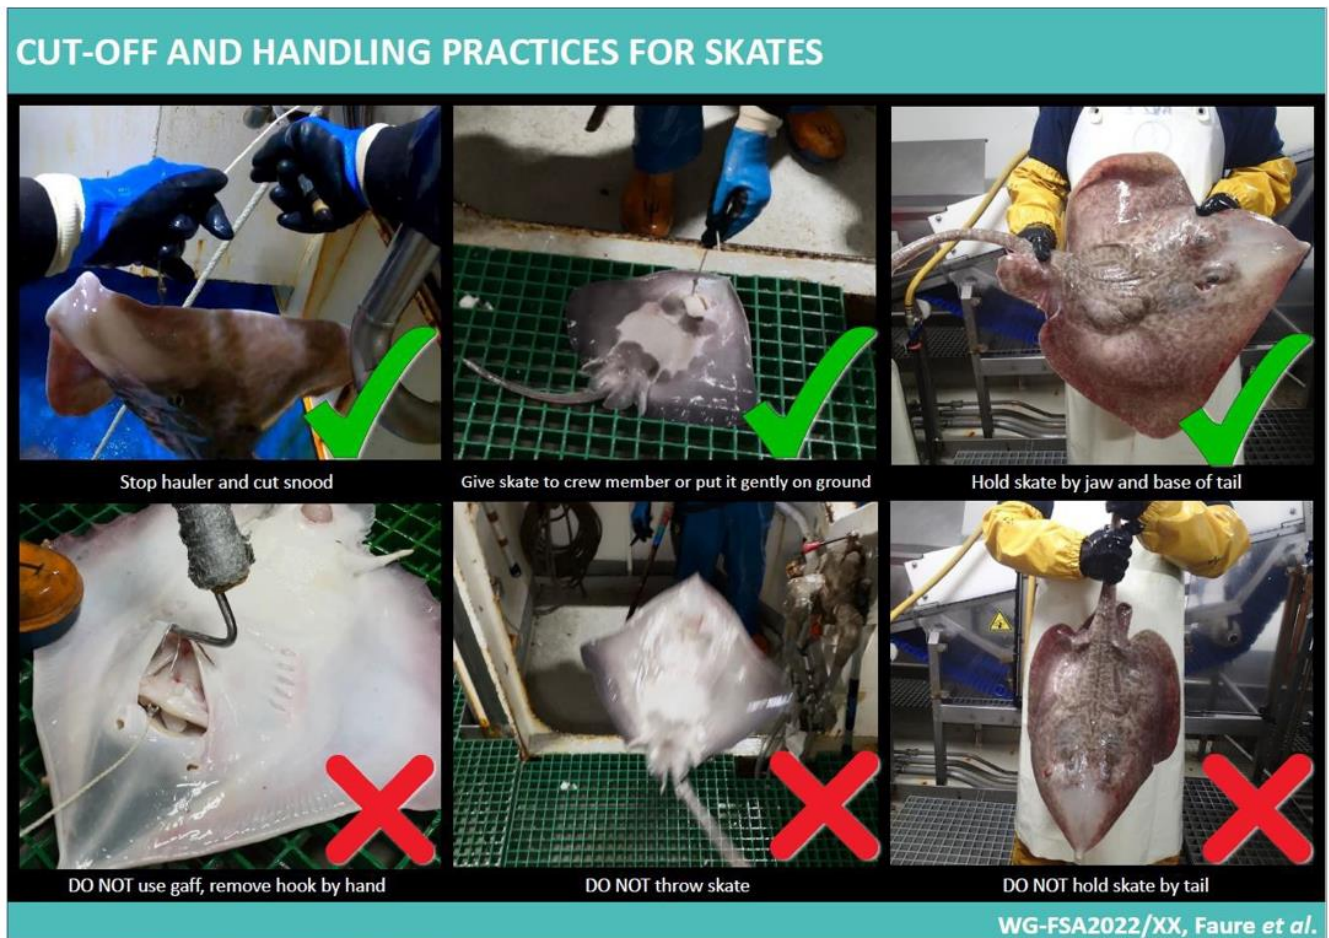 CUT-OFF AND HANDLING PRACTICES FOR SKATES
Stop hauler and cut snood
Give skate to crew member or put it gently on ground
Hold skate by jaw and base of tail
DO NOT use gaff, remove hook by hand
DO NOT throw skate
DO NOT hold skate by tail
WG-FSA2022/XX, Faure et al.